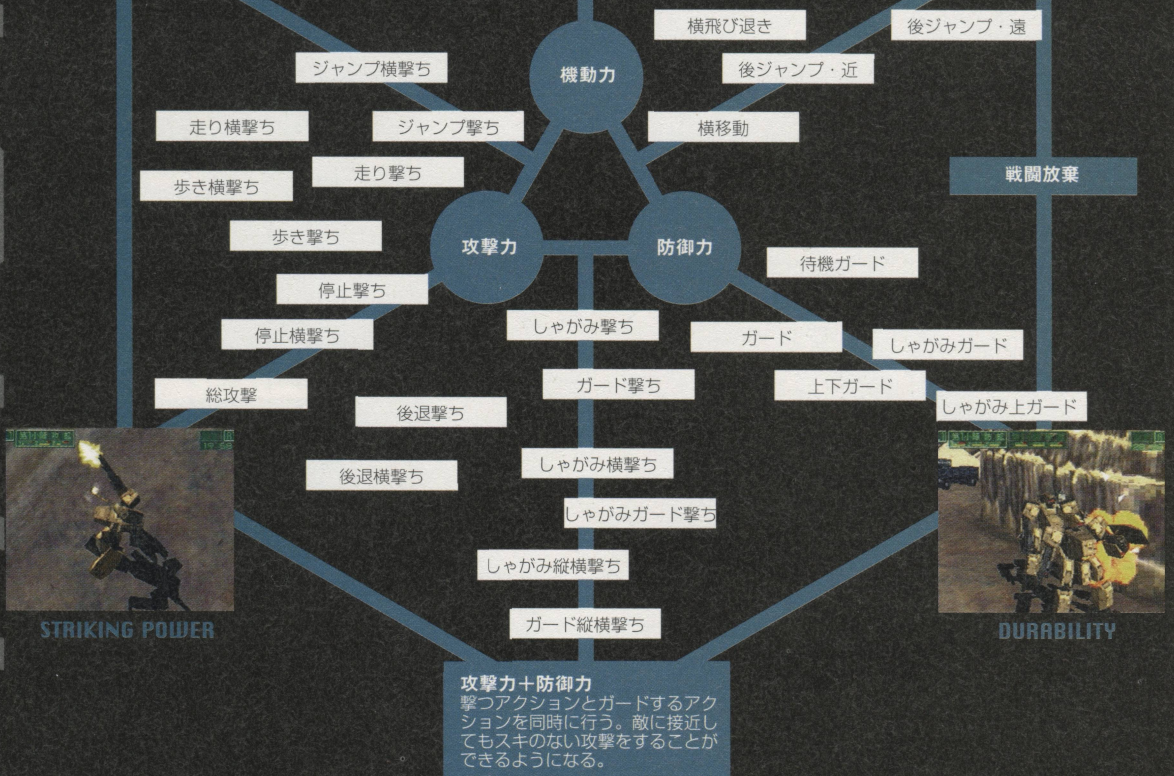 横飛び退き
後ジャンプ・遠
ジャンプ横撃ち
機動力
後ジャンプ・近
走り横撃ち
ジャンプ撃ち
横移動
走り撃ち
戦闘放棄
歩き横撃ち
歩き撃ち
攻撃力
防御力
待機ガード
停止撃ち
しゃがみ撃ち
停止横撃ち
ガード
しゃがみガード
総攻撃
ガード撃ち
上下ガード
後退撃ち
しゃがみ上ガード
しゃがみ横撃ち
後退横撃ち
しゃがみガード撃ち
しゃがみ縦横撃ち
ガード縦横撃ち
STRIKING POWER
DURABILITY
攻撃力＋防御力
撃つアクションとガードするアク
ションを同時に行う。敵に接近し
てもスキのない攻撃をすることが
できるようになる。